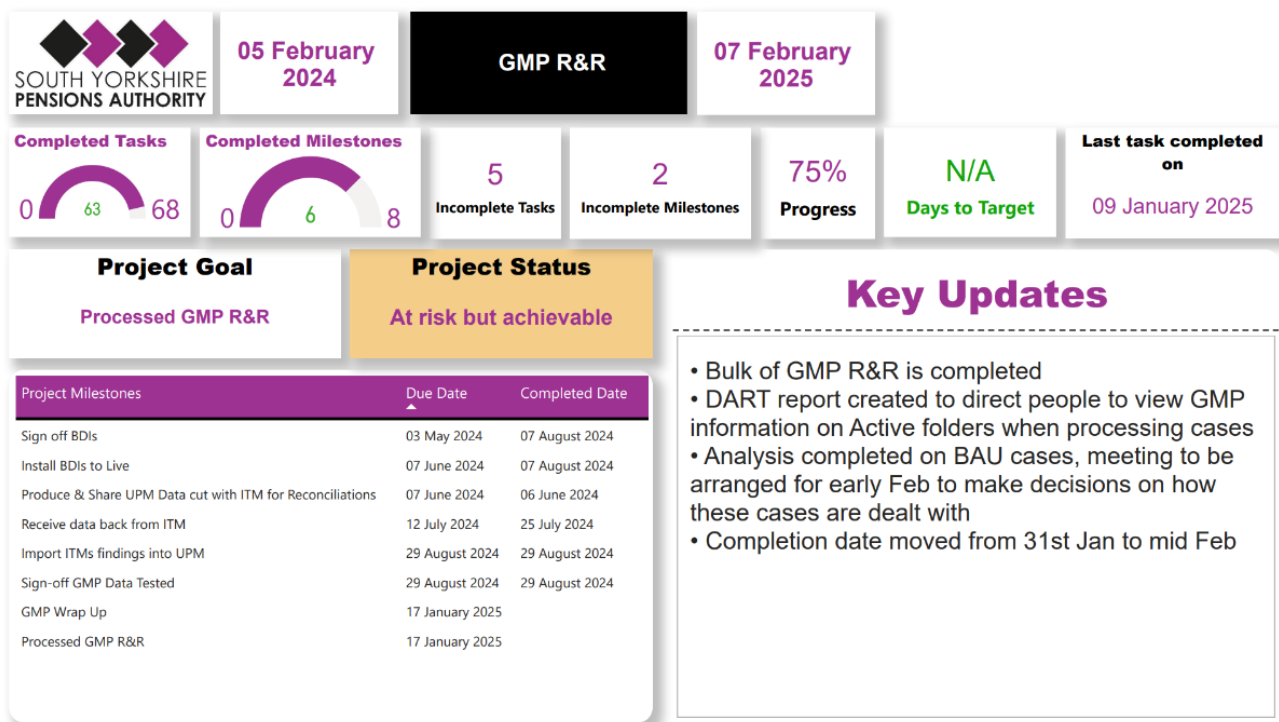 SOUTH YORKSHIRE
PENSIONS AUTHORITY
05 February
2024
GMP R&R
07 February
2025
Completed Tasks
0
63
68
Completed Milestones
0
6
8
5
Incomplete Tasks
2
Incomplete Milestones
75%
Progress
N/A
Days to Target
Last task completed
on
09 January 2025
Project Goal
Processed GMP R&R
Project Status
At risk but achievable
Project Milestones Due Date Completed Date
Sign off BDIs 03 May 2024 07 August 2024
Install BDIs to Live 07 June 2024 07 August 2024
Produce & Share UPM Data cut with ITM for Reconciliations 07 June 2024 06 June 2024
Receive data back from ITM 12 July 2024 25 July 2024
Import ITMs findings into UPM 29 August 2024 29 August 2024
Sign-off GMP Data Tested 29 August 2024 29 August 2024
GMP Wrap Up 17 January 2025
Processed GMP R&R 17 January 2025
Key Updates
• Bulk of GMP R&R is completed
• DART report created to direct people to view GMP
information on Active folders when processing cases
• Analysis completed on BAU cases, meeting to be
arranged for early Feb to make decisions on how
these cases are dealt with
• Completion date moved from 31st Jan to mid Feb